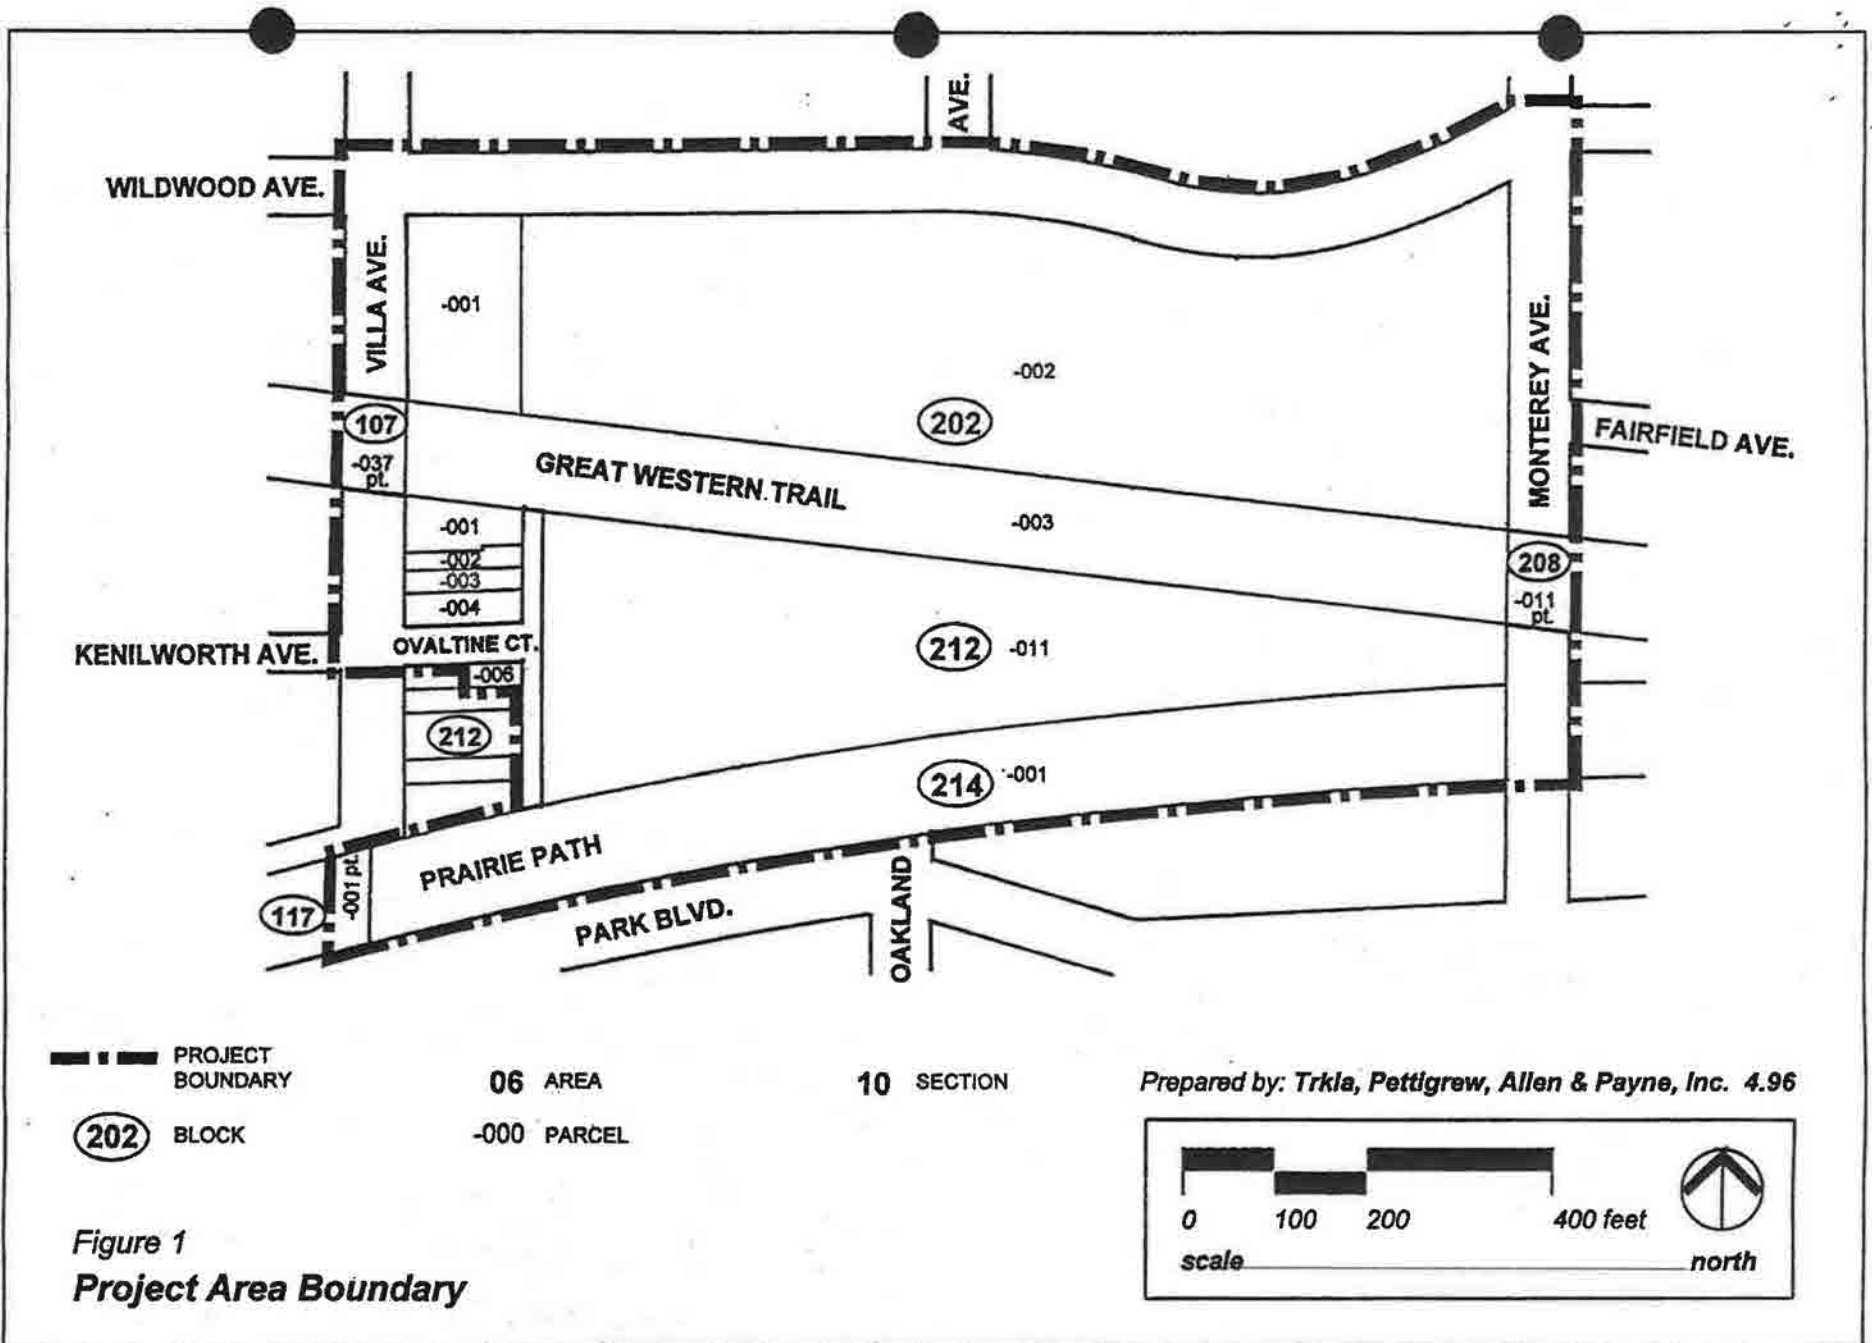 AVE.
WILDWOOD AVE.
VILLA AVE.
-001
-002
MONTEREY AVE.
107
202
FAIRFIELD AVE.
-037
pt.
GREAT WESTERN TRAIL
-001
-003
-002
-003
208
-004
-011
pt.
KENILWORTH AVE.
OVALTINE CT.
212
-011
-006
212
214
-001
PRAIRIE PATH
-001 pt.
117
PARK BLVD.
OAKLAND
PROJECT
BOUNDARY
06 AREA
10 SECTION
202 BLOCK
-000 PARCEL
Prepared by: Trkla, Pettigrew, Allen & Payne, Inc. 4.96
0 100 200 400 feet
scale north
Figure 1
Project Area Boundary